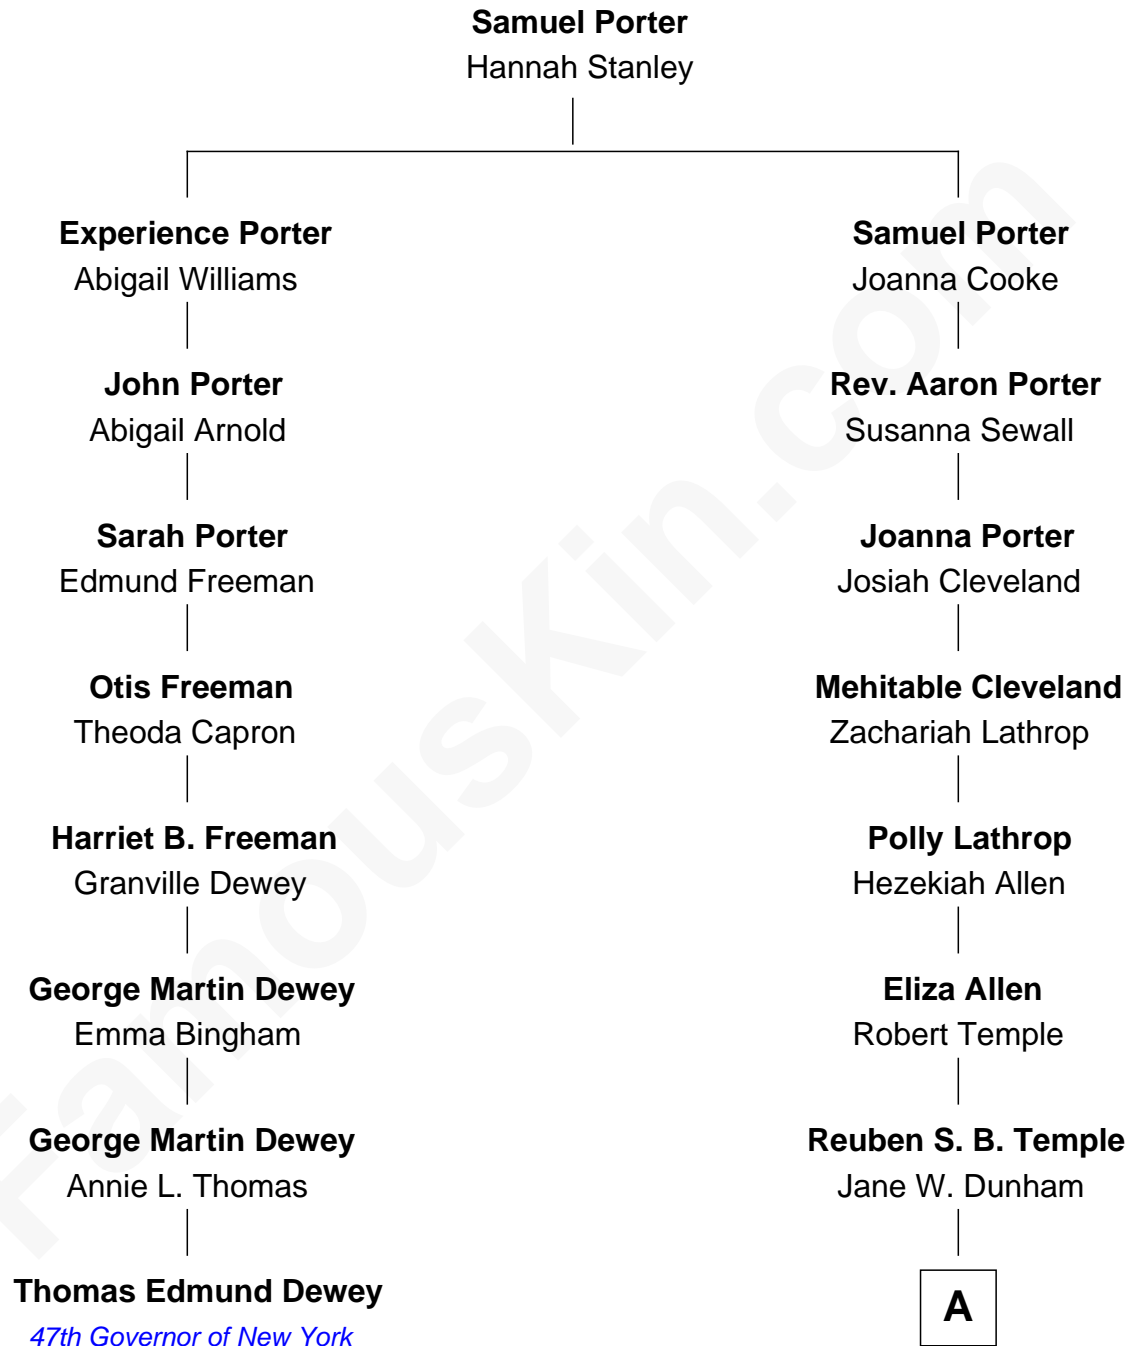 Samuel Porter
Hannah Stanley
Experience Porter
Abigail Williams
Samuel Porter
Joanna Cooke
John Porter
Abigail Arnold
Rev. Aaron Porter
Susanna Sewall
Sarah Porter
Edmund Freeman
Joanna Porter
Josiah Cleveland
Otis Freeman
Theoda Capron
Mehitable Cleveland
Zachariah Lathrop
Harriet B. Freeman
Granville Dewey
Polly Lathrop
Hezekiah Allen
George Martin Dewey
Emma Bingham
Eliza Allen
Robert Temple
George Martin Dewey
Annie L. Thomas
Reuben S. B. Temple
Jane W. Dunham
Thomas Edmund Dewey
47th Governor of New York
A
FamousKin.com